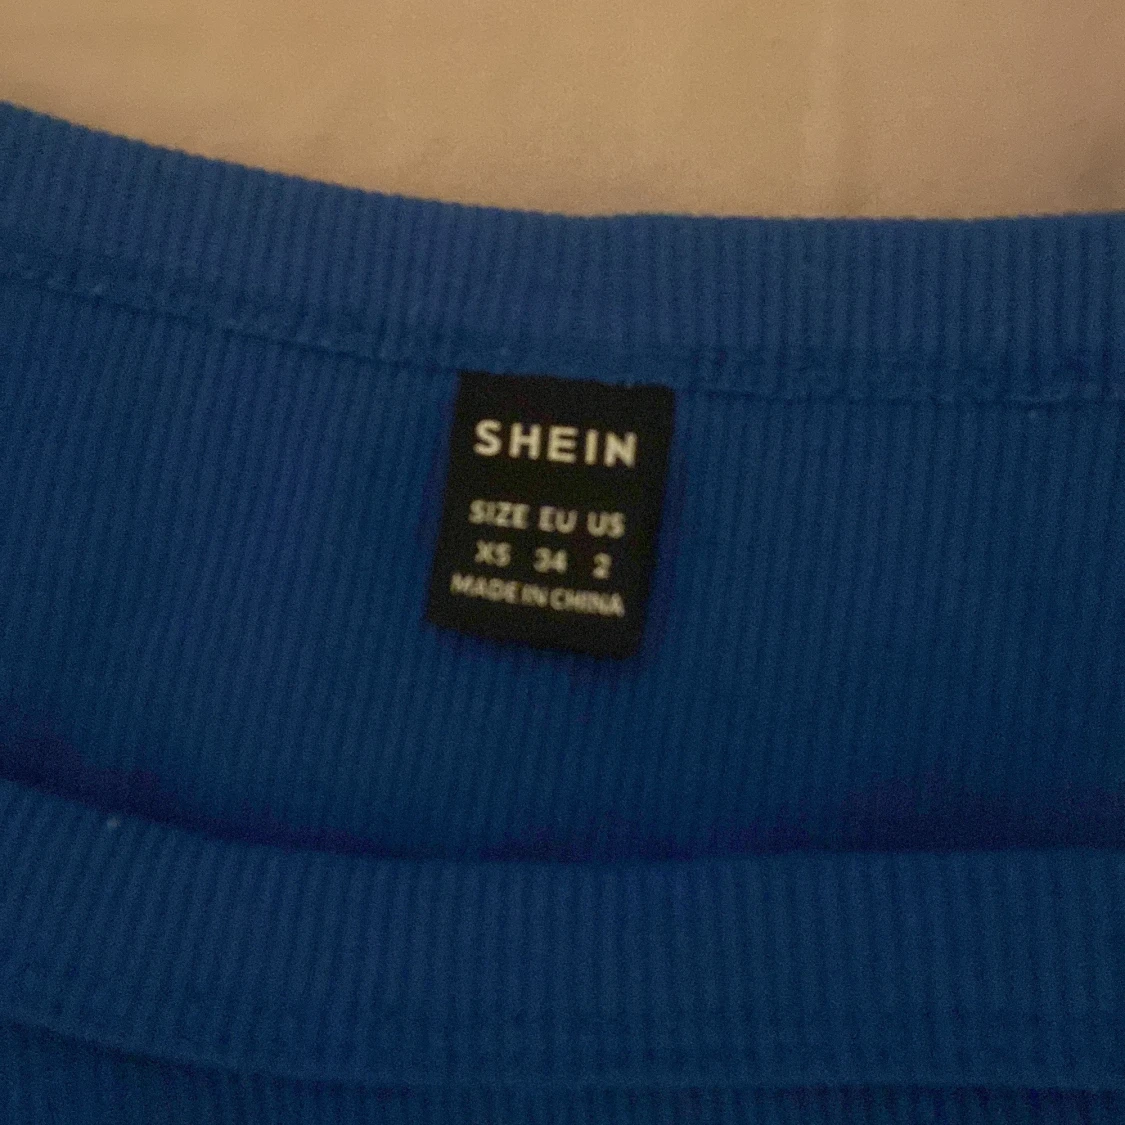 SHEIN
SIZE EU US
XS 34 2
MADE IN CHINA